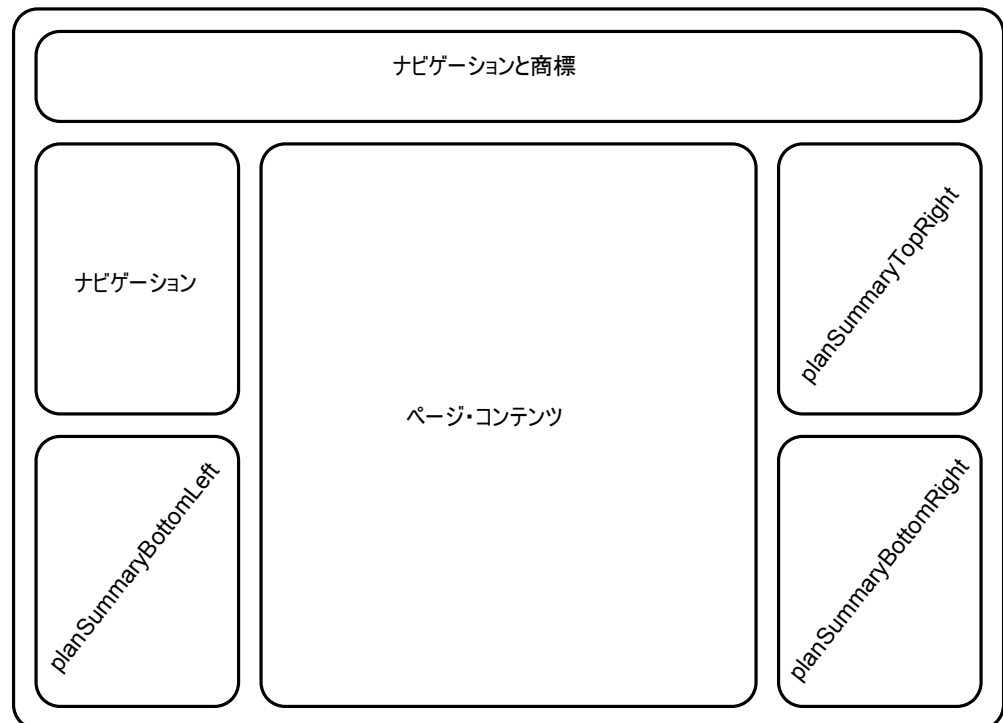 ナビゲーションと商標
ナビゲーション
planSummaryTopRight
ページ・コンテンツ
planSummaryBottomLeft
planSummaryBottomRight